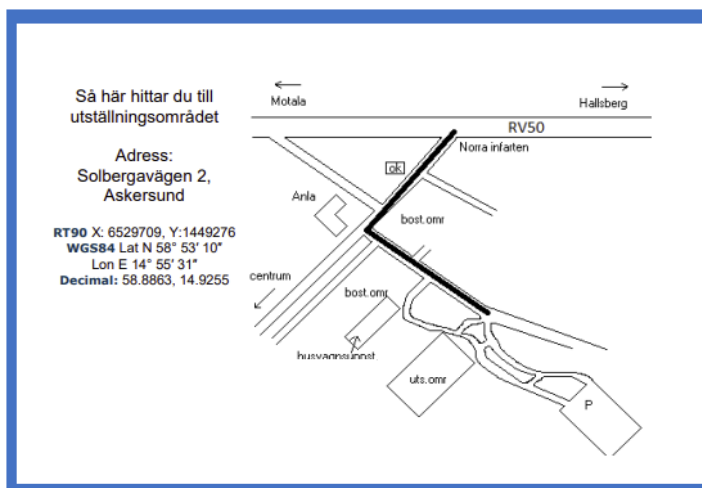 Så här hittar du till
utställningsområdet
Adress:
Solbergavägen 2,
Askersund
RT90 X: 6529709, Y:1449276
WGS84 Lat N 58° 53′ 10″
Lon E 14° 55′ 31″
Decimal: 58.8863, 14.9255
Motala
Hallsberg
RV50
Norra infarten
ok
Anla
bost.omr
centrum
bost.omr
husvagnsuppst.
uts.omr
P